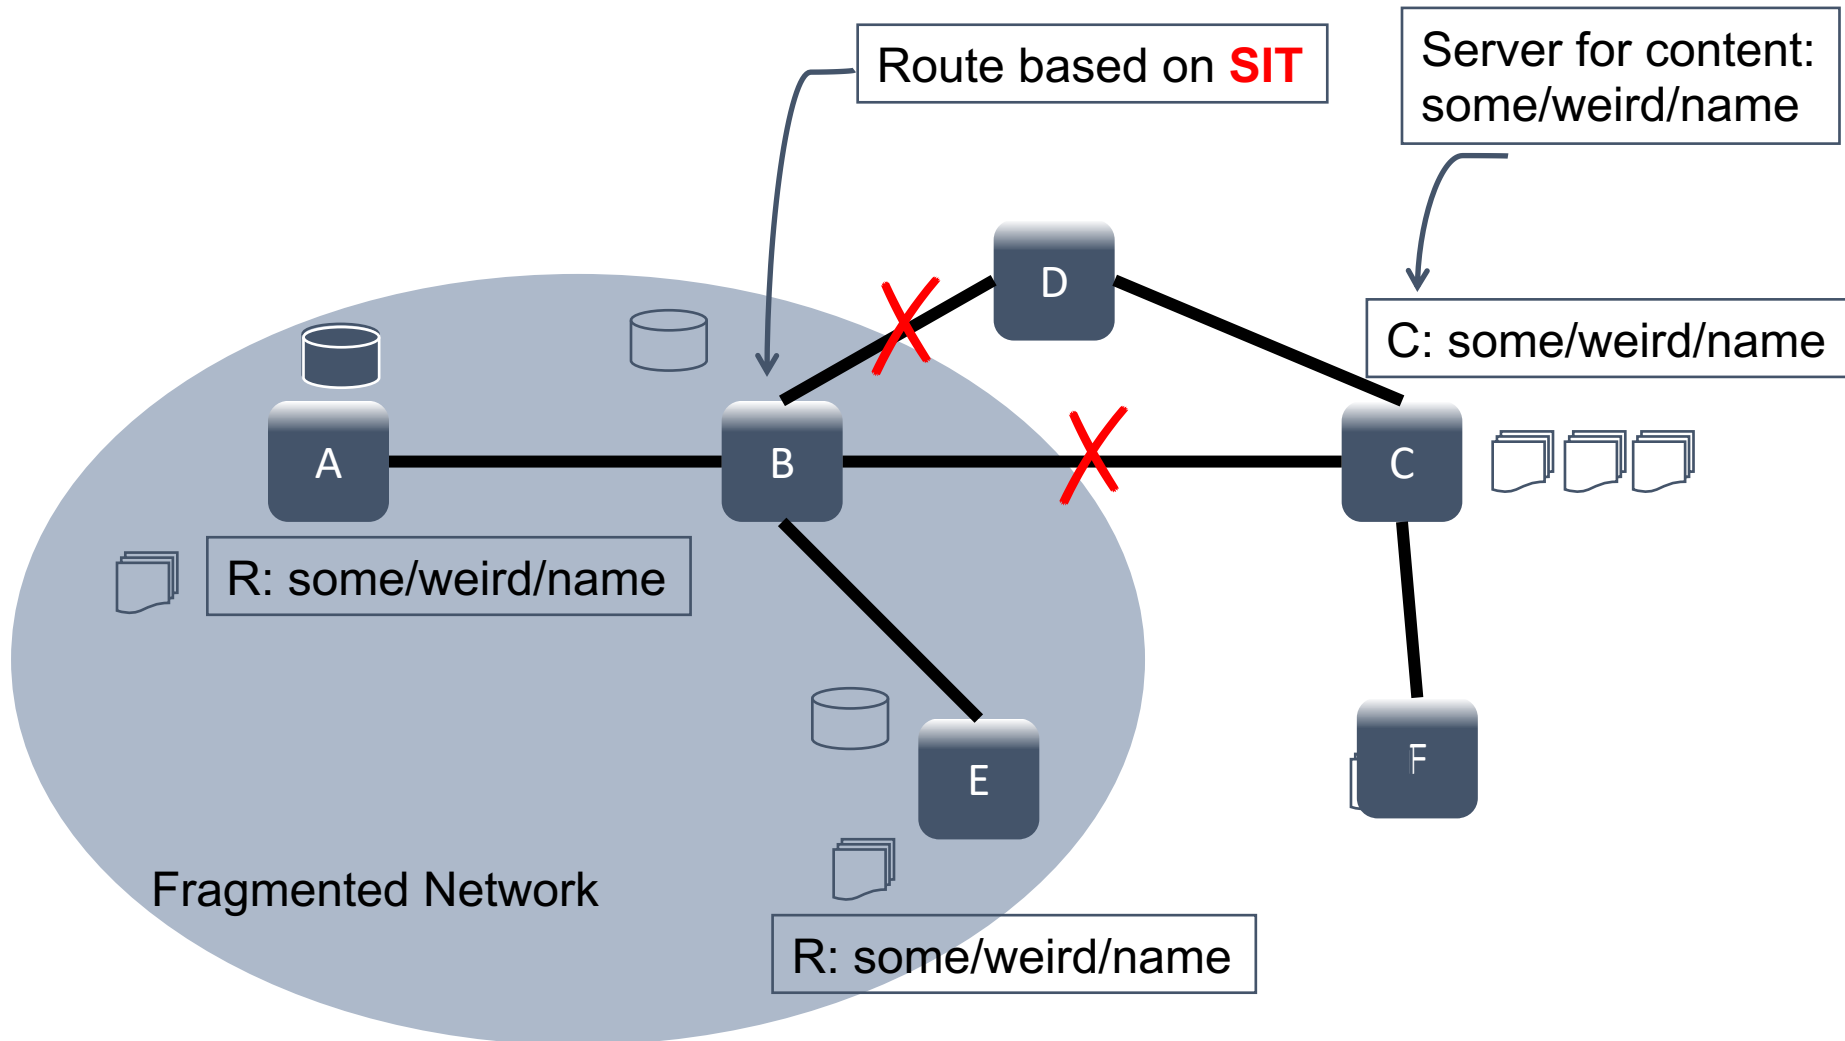 Route based on SIT
Server for content:
some/weird/name
D
C: some/weird/name
A
B
C
R: some/weird/name
E
F
Fragmented Network
R: some/weird/name